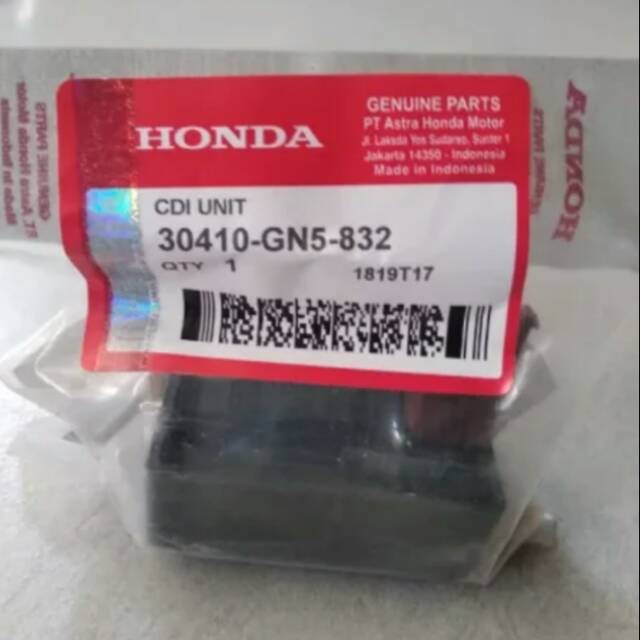 HONDA
GENUINE PARTS
PT Astra Honda Motor
Jl. Laksda Yos Sudarso, Sunter 1
Jakarta 14350 - Indonesia
Made in Indonesia
CDI UNIT
30410-GN5-832
QTY 1
1819T17
HONDA